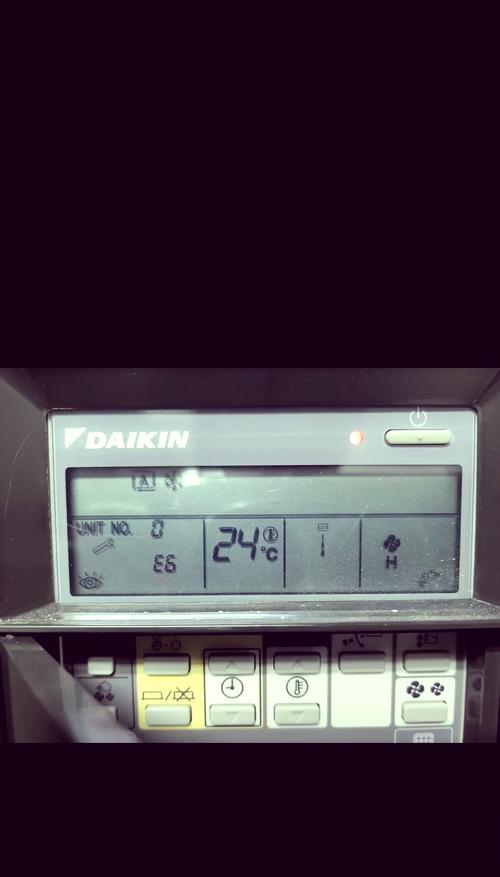 DAIKIN
A
UNIT NO. 0
E6
24 °C
H